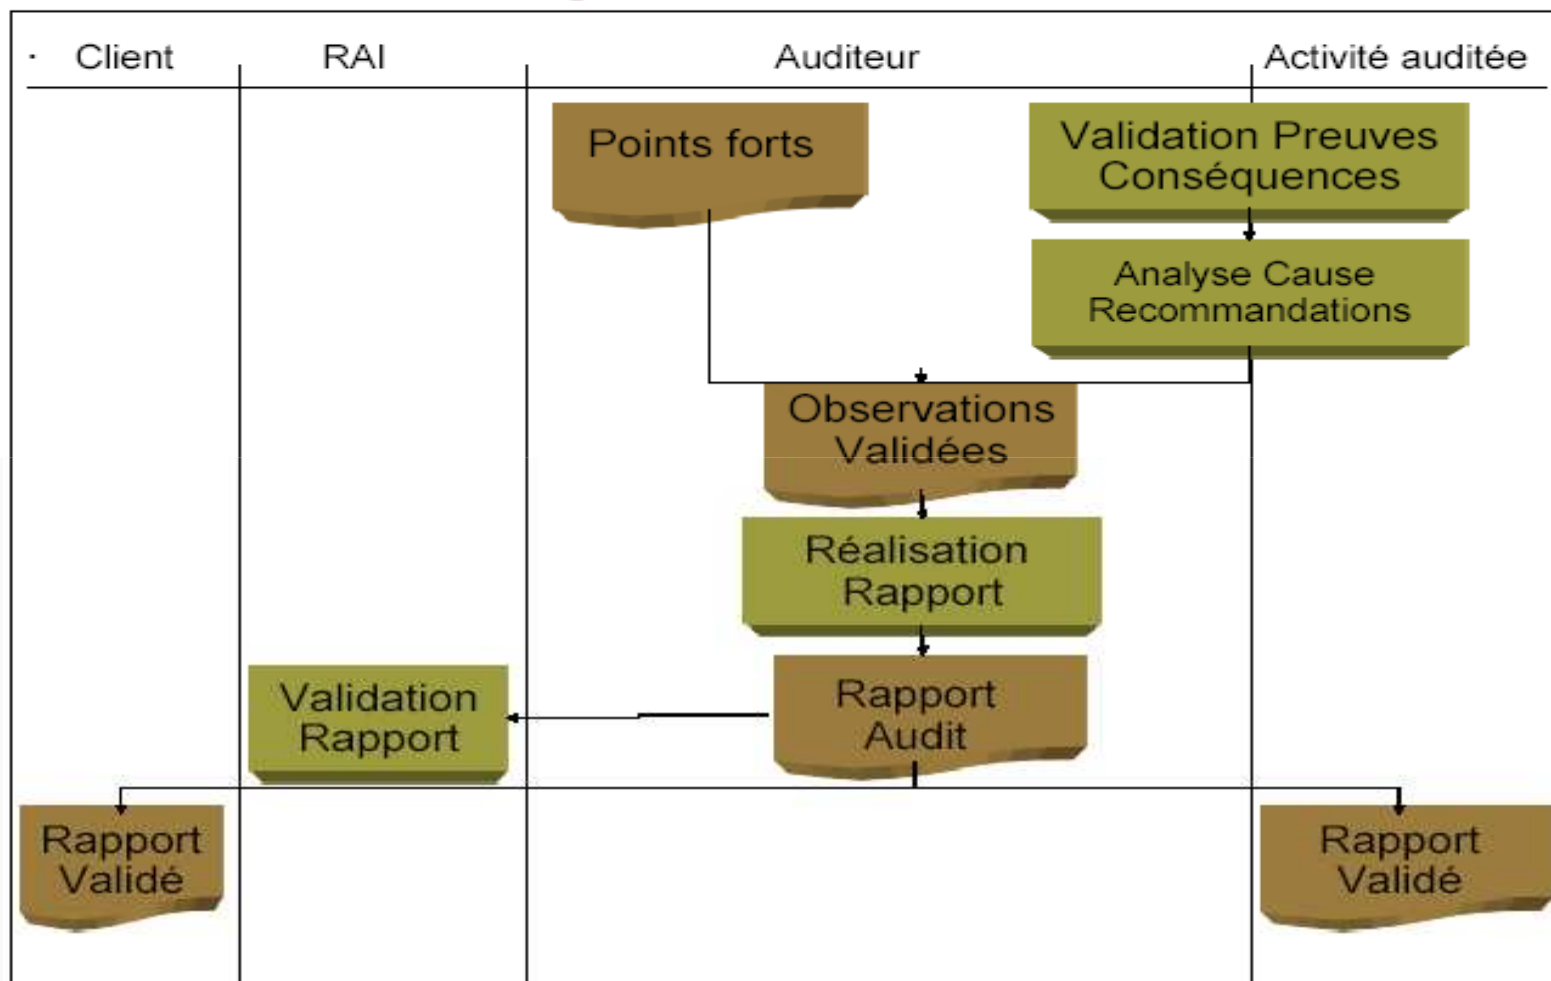 Client
RAI
Auditeur
Activité auditée
Points forts
Validation Preuves
Conséquences
Analyse Cause
Recommandations
Observations
Validées
Réalisation
Rapport
Validation
Rapport
Rapport
Audit
Rapport
Validé
Rapport
Validé